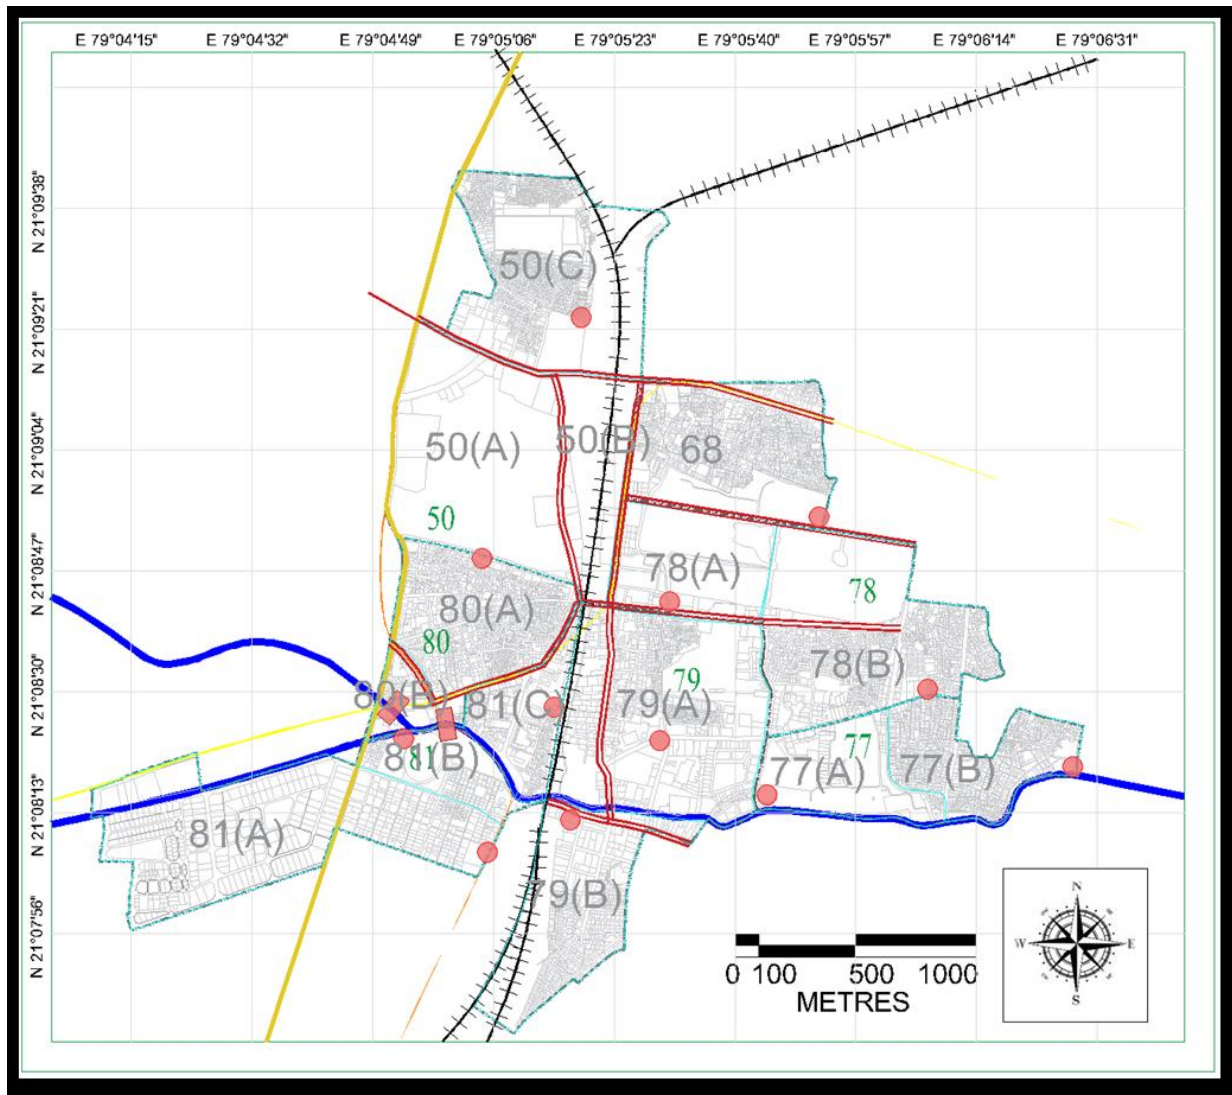 E 79°04'15" E 79°04'32" E 79°04'49" E 79°05'06" E 79°05'23" E 79°05'40" E 79°05'57" E 79°06'14" E 79°06'31"
N 21°09'38"
N 21°09'21"
N 21°09'04"
N 21°08'47"
N 21°08'30"
N 21°08'13"
N 21°07'56"
50(C)
50(A)
50(B)
68
50
78(A)
78
80(A)
80
78(B)
79
80(B)
81(C)
79(A)
77
81(B)
81
77(A)
77(B)
81(A)
79(B)
N
W
E
S
0 100 500 1000
METRES